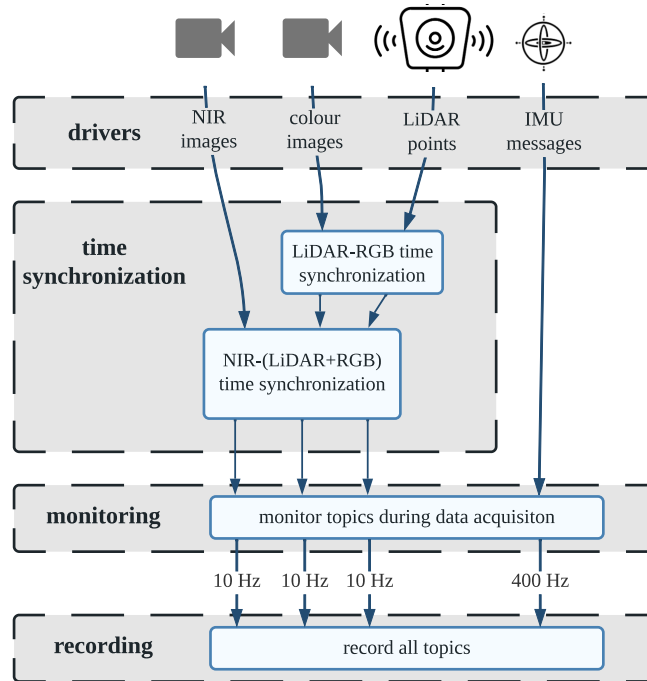 drivers
NIR
images
colour
images
LiDAR
points
IMU
messages
time
synchronization
LiDAR-RGB time
synchronization
NIR-(LiDAR+RGB)
time synchronization
monitoring
monitor topics during data acquisiton
10 Hz
10 Hz
10 Hz
400 Hz
recording
record all topics